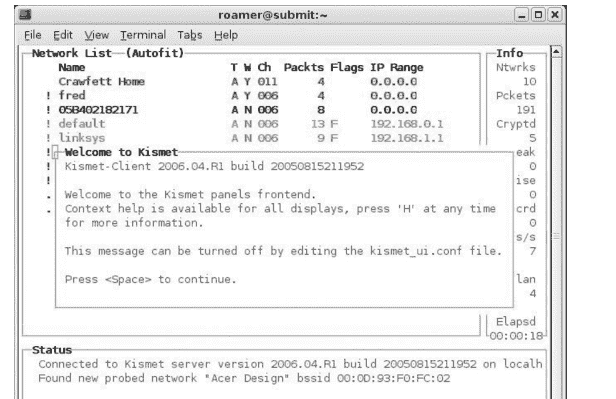 roamer@submit:~
File Edit View Terminal Tabs Help
Network List—(Autofit)
Info
Name T W Ch Packts Flags IP Range
Ntwrks
Crawfett Home A Y 011 4 0.0.0.0
10
! fred A Y 006 4 0.0.0.0
Pckets
! 05B402182171 A N 006 8 0.0.0.0
191
! default A N 006 13 F 192.168.0.1
Cryptd
! linksys A N 006 9 F 192.168.1.1
5
! Welcome to Kismet
eak
! Kismet-Client 2006.04.R1 build 20050815211952
0
!
ise
. Welcome to the Kismet panels frontend.
0
. Context help is available for all displays, press 'H' at any time
crd
for more information.
0
s/s
This message can be turned off by editing the kismet_ui.conf file.
7
Press <Space> to continue.
lan
4
Elapsd
00:00:18
Status
Connected to Kismet server version 2006.04.R1 build 20050815211952 on localh
Found new probed network "Acer Design" bssid 00:0D:93:F0:FC:02